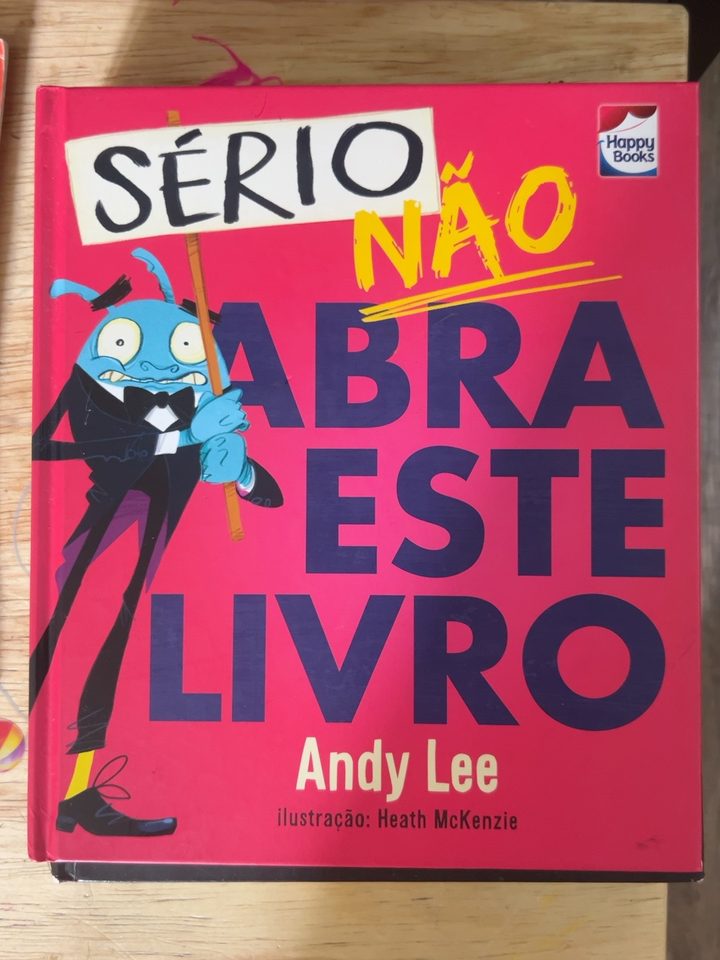 SÉRIO
NÃO
Happy
Books
ABRA
ESTE
LIVRO
Andy Lee
ilustração: Heath McKenzie